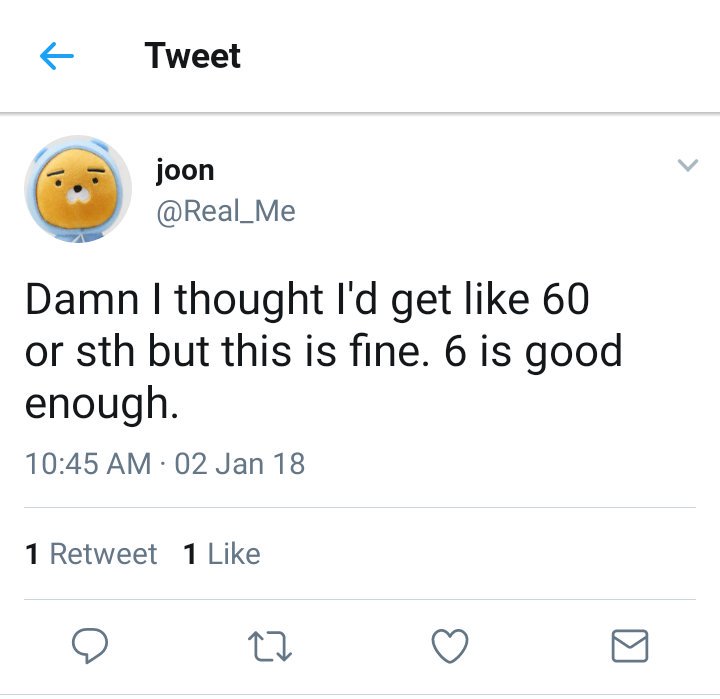 Tweet
joon
@Real_Me
Damn I thought I'd get like 60
or sth but this is fine. 6 is good
enough.
10:45 AM · 02 Jan 18
1 Retweet 1 Like